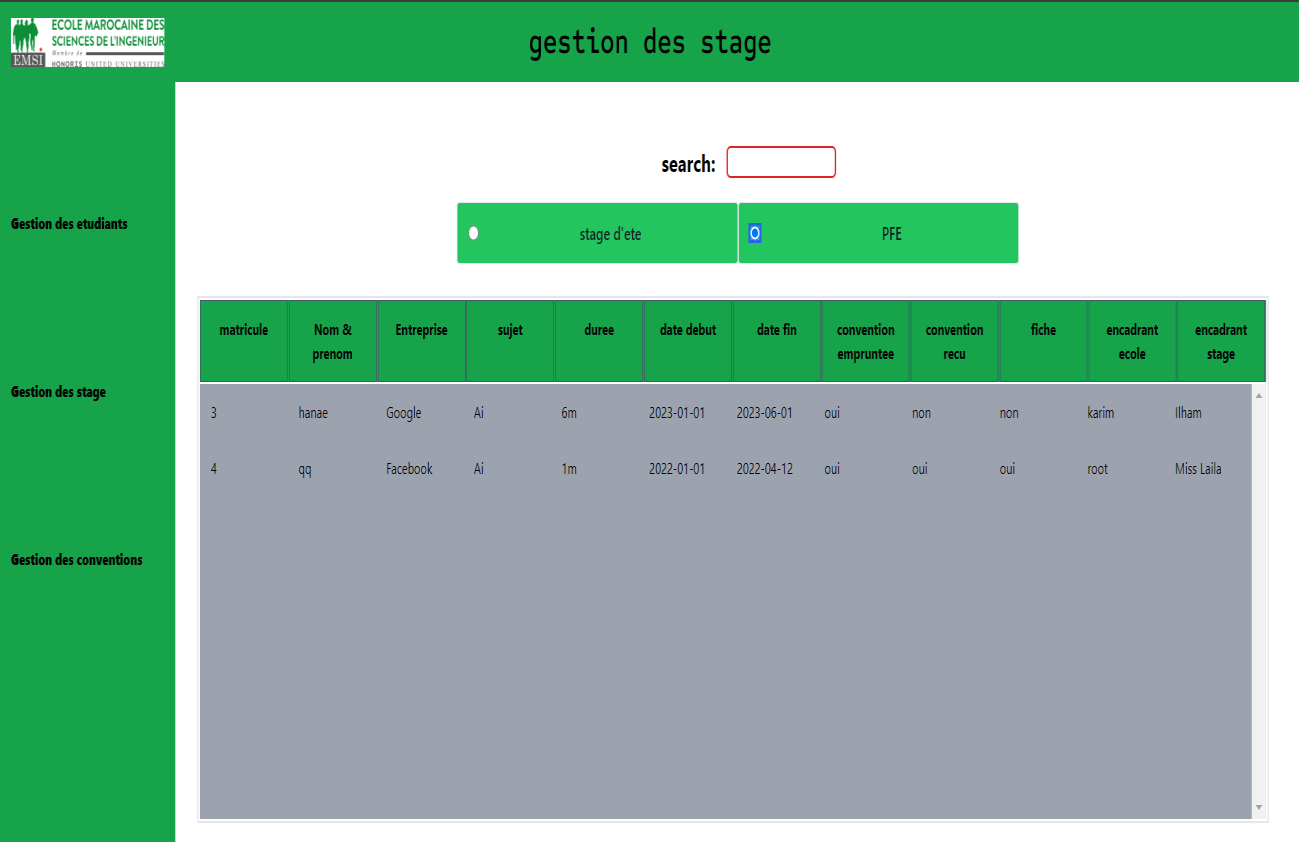 ECOLE MAROCAINE DES
SCIENCES DE L'INGENIEUR
Membre de
EMSI HONORIS UNITED UNIVERSITIES
gestion des stage
search:
stage d'ete PFE
Gestion des etudiants
Gestion des stage
Gestion des conventions
matricule Nom & prenom Entreprise sujet duree date debut date fin convention empruntee convention recu fiche encadrant ecole encadrant stage
3 hanae Google Ai 6m 2023-01-01 2023-06-01 oui non non karim Ilham
4 qq Facebook Ai 1m 2022-01-01 2022-04-12 oui oui oui root Miss Laila